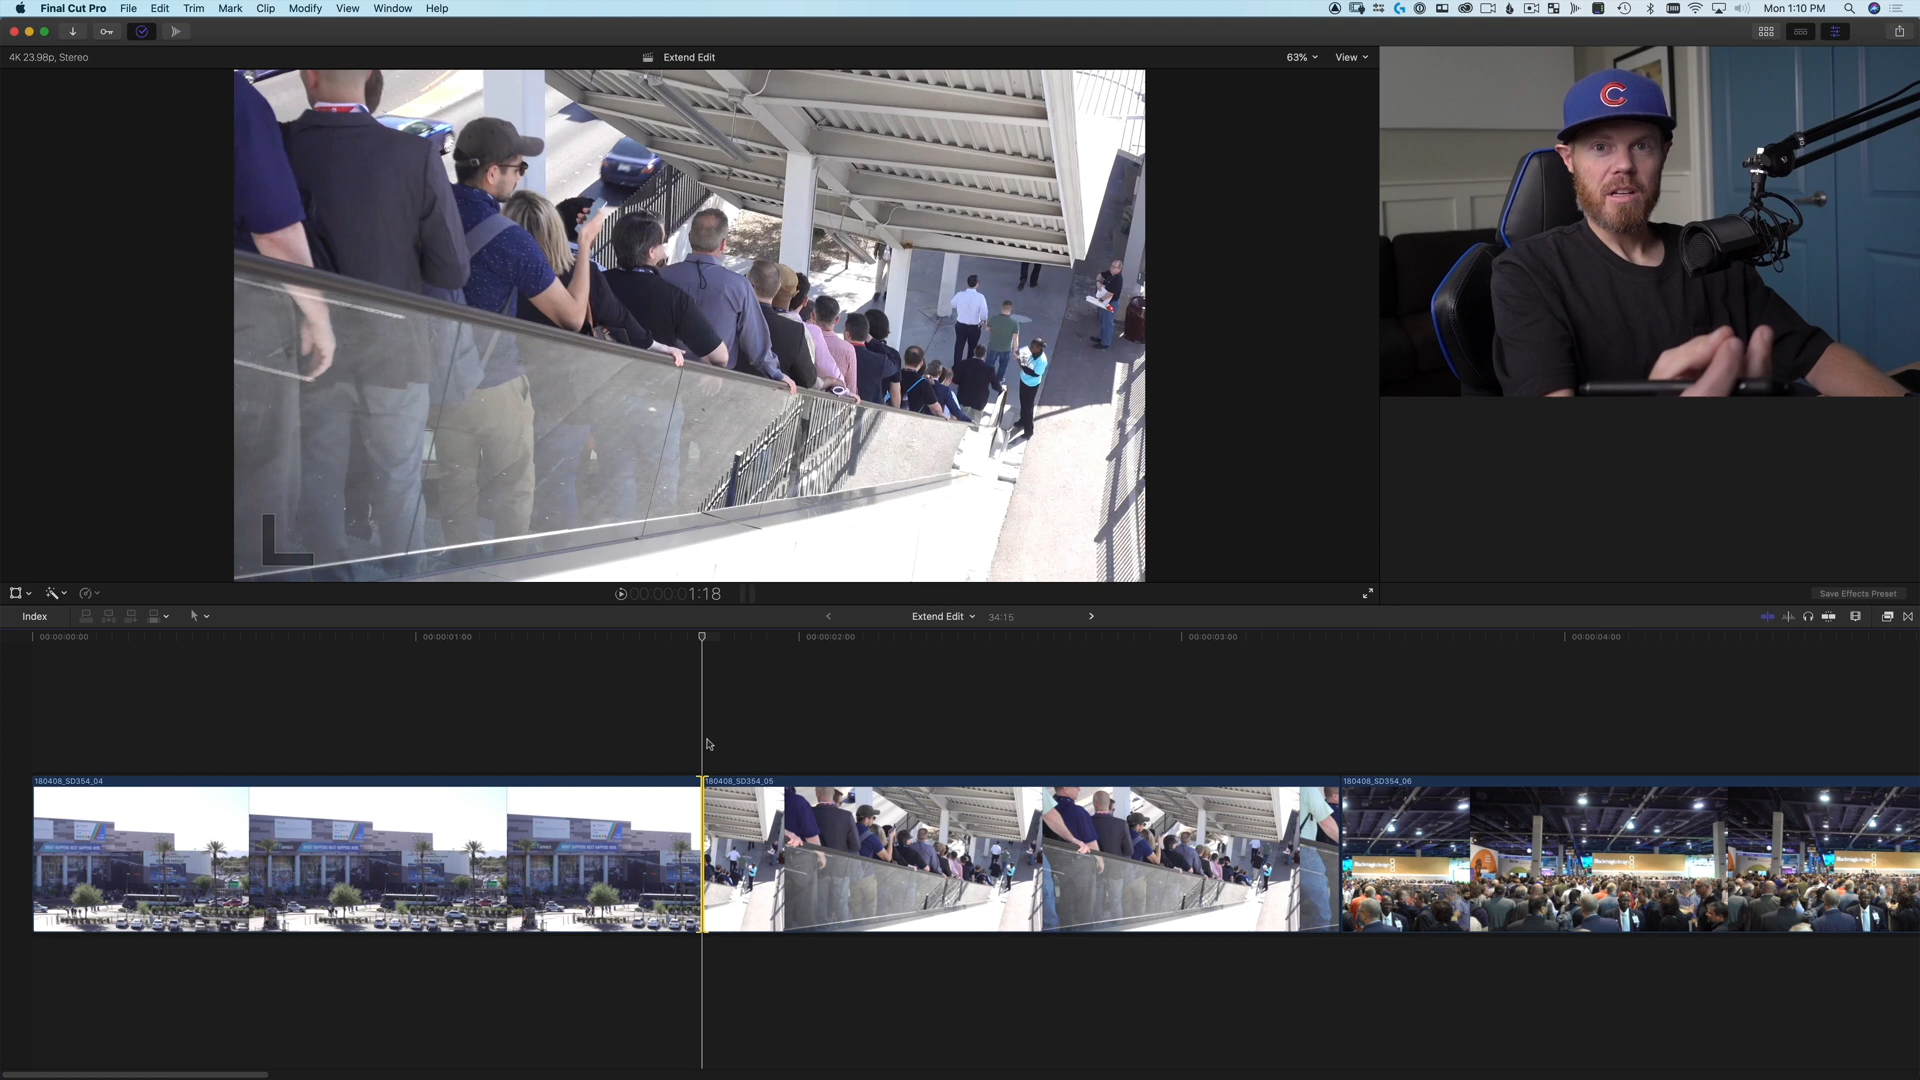 Final Cut Pro File Edit Trim Mark Clip Modify View Window Help Mon 1:10 PM
4K 23.98p, Stereo Extend Edit 63% View
C
00:00:00:01:18 Save Effects Preset
Index Extend Edit 34:15
00:00:00:00 00:00:01:00 00:00:02:00 00:00:03:00 00:00:04:00
180408_SD354_04 180408_SD354_05 180408_SD354_06